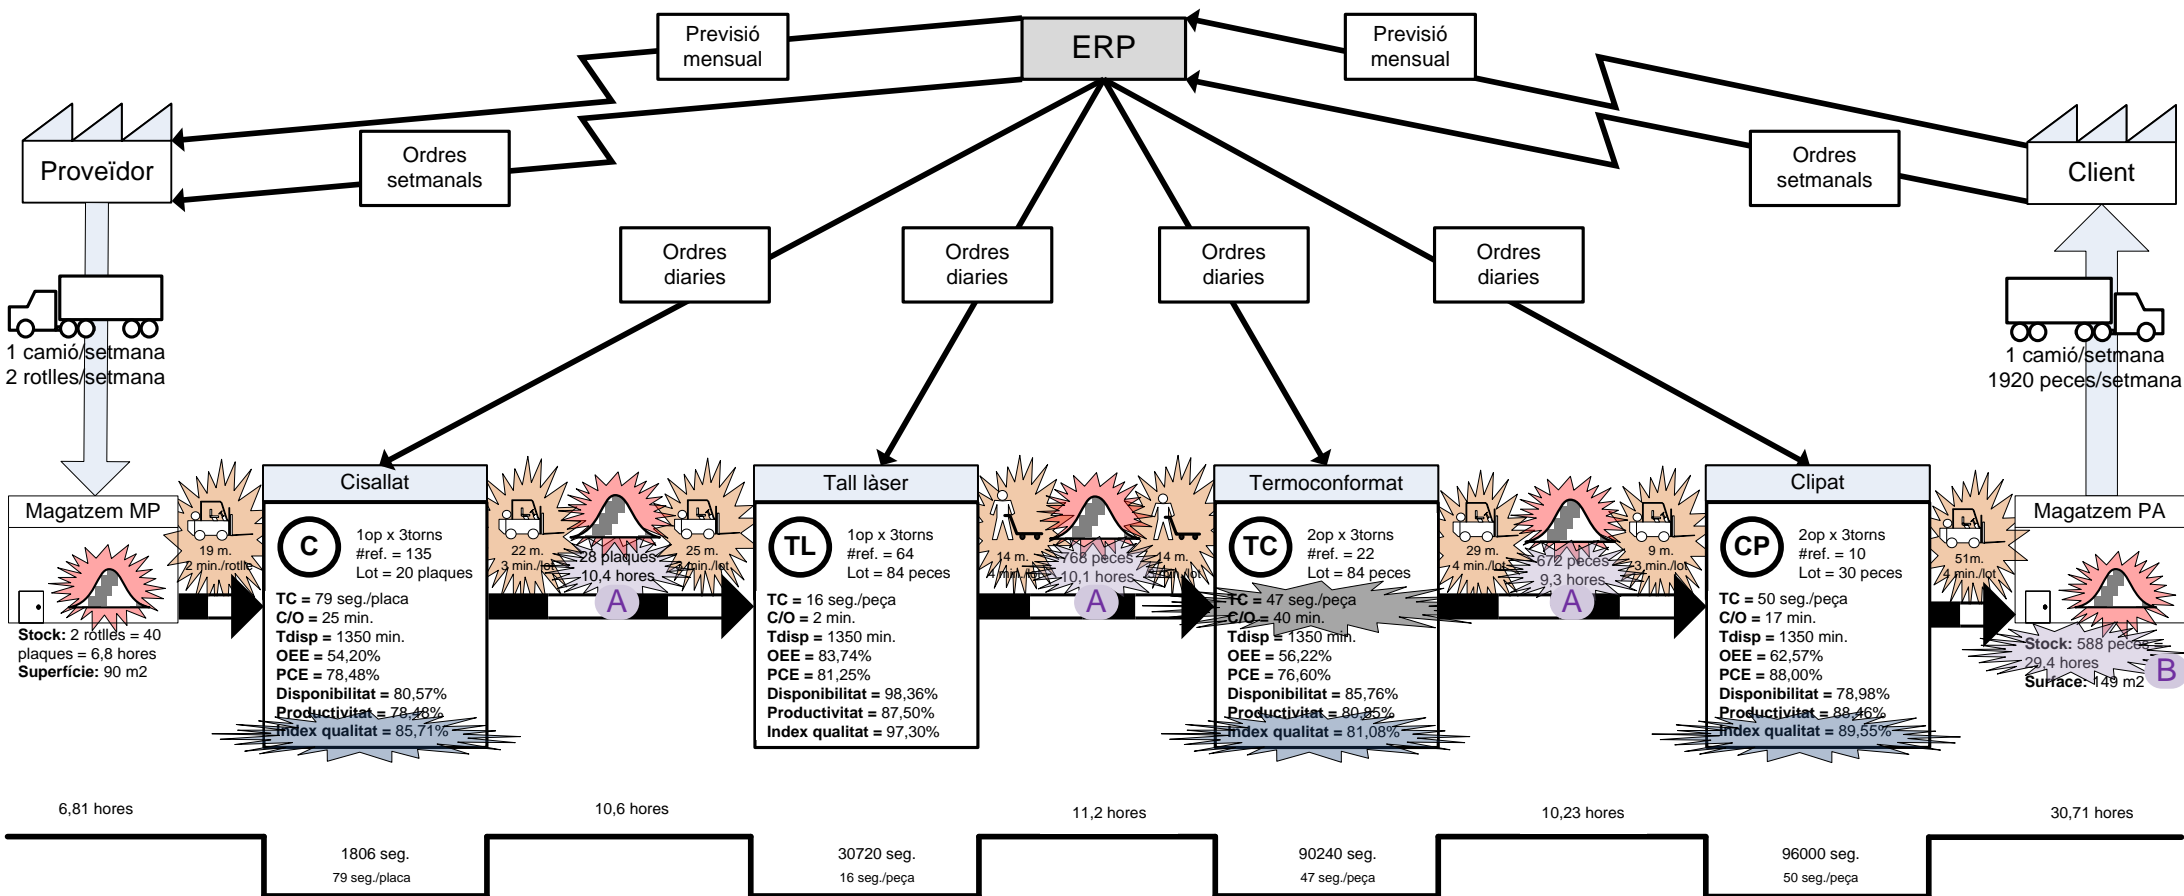 Previsió
mensual
ERP
Previsió
mensual
Proveïdor
Ordres
setmanals
Ordres
setmanals
Client
Ordres
diaries
Ordres
diaries
Ordres
diaries
Ordres
diaries
1 camió/setmana
2 rotlles/setmana
1 camió/setmana
1920 peces/setmana
Magatzem MP
Stock: 2 rotlles = 40
plaques = 6,8 hores
Superfície: 90 m2
19 m.
2 min./rotlle
Cisallat
C
1op x 3torns
#ref. = 135
Lot = 20 plaques
TC = 79 seg./placa
C/O = 25 min.
Tdisp = 1350 min.
OEE = 54,20%
PCE = 78,48%
Disponibilitat = 80,57%
Productivitat = 78,48%
Index qualitat = 85,71%
22 m.
3 min./lot
28 plaques
10,4 hores
A
25 m.
3 min./lot
Tall làser
TL
1op x 3torns
#ref. = 64
Lot = 84 peces
TC = 16 seg./peça
C/O = 2 min.
Tdisp = 1350 min.
OEE = 83,74%
PCE = 81,25%
Disponibilitat = 98,36%
Productivitat = 87,50%
Index qualitat = 97,30%
14 m.
4 min./lot
768 peces
10,1 hores
A
14 m.
min./lot
Termoconformat
TC
2op x 3torns
#ref. = 22
Lot = 84 peces
TC = 47 seg./peça
C/O = 40 min.
Tdisp = 1350 min.
OEE = 56,22%
PCE = 76,60%
Disponibilitat = 85,76%
Productivitat = 80,85%
Index qualitat = 81,08%
29 m.
4 min./lot
672 peces
9,3 hores
A
9 m.
3 min./lot
Clipat
CP
2op x 3torns
#ref. = 10
Lot = 30 peces
TC = 50 seg./peça
C/O = 17 min.
Tdisp = 1350 min.
OEE = 62,57%
PCE = 88,00%
Disponibilitat = 78,98%
Productivitat = 88,46%
Index qualitat = 89,55%
51m.
4 min./lot
Magatzem PA
Stock: 588 peces =
29,4 hores
Surface: 149 m2
B
6,81 hores
10,6 hores
11,2 hores
10,23 hores
30,71 hores
1806 seg.
79 seg./placa
30720 seg.
16 seg./peça
90240 seg.
47 seg./peça
96000 seg.
50 seg./peça